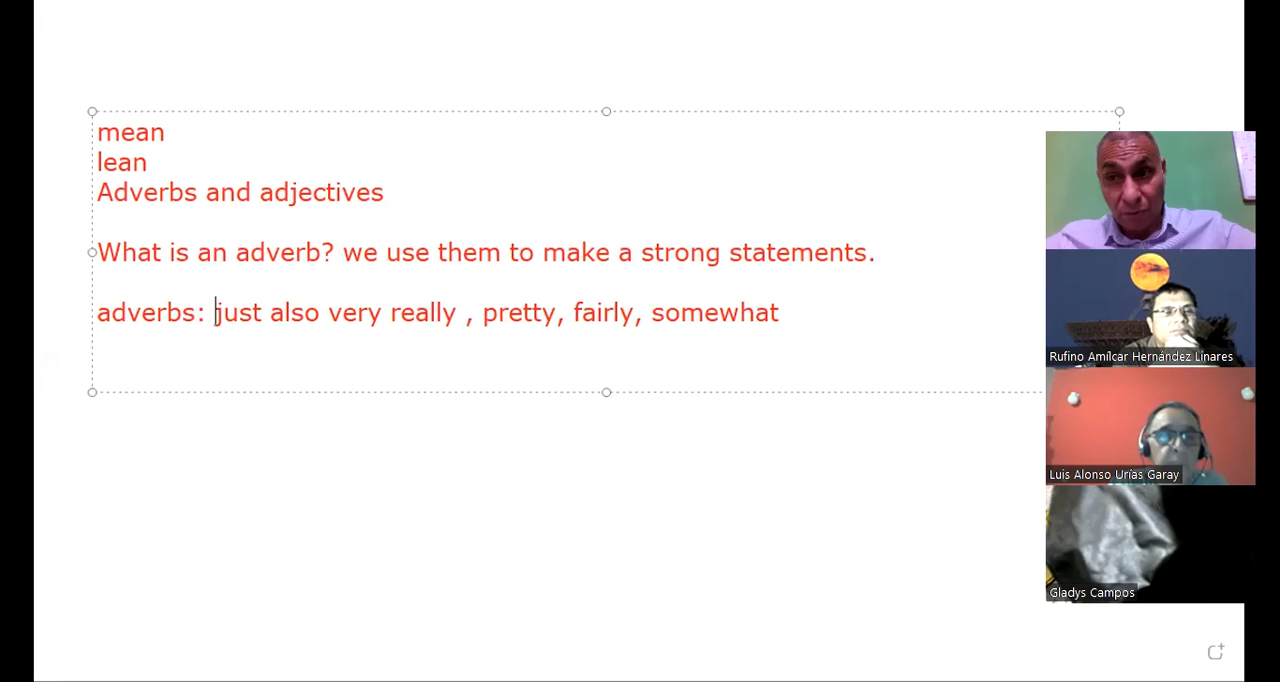 mean
lean
Adverbs and adjectives
What is an adverb? we use them to make a strong statements.
adverbs: just also very really , pretty, fairly, somewhat
Rufino Amílcar Hernández Linares
Luis Alonso Urías Garay
Gladys Campos